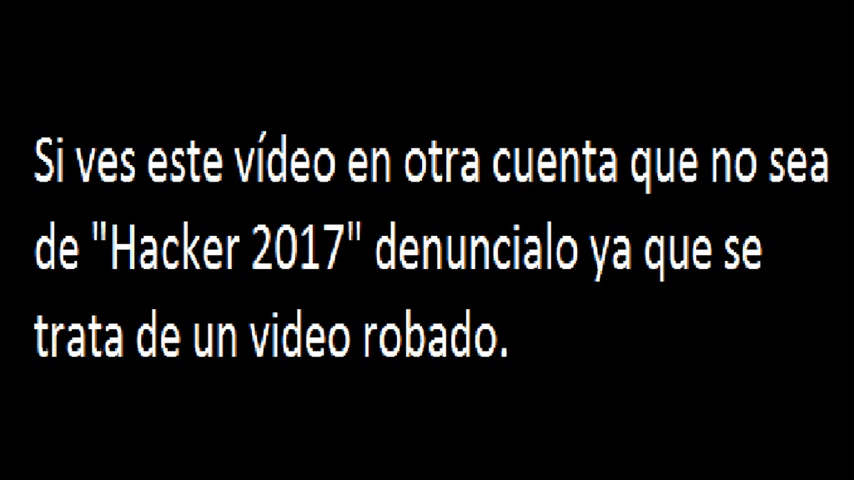 Si ves este vídeo en otra cuenta que no sea
de "Hacker 2017" denuncialo ya que se
trata de un video robado.